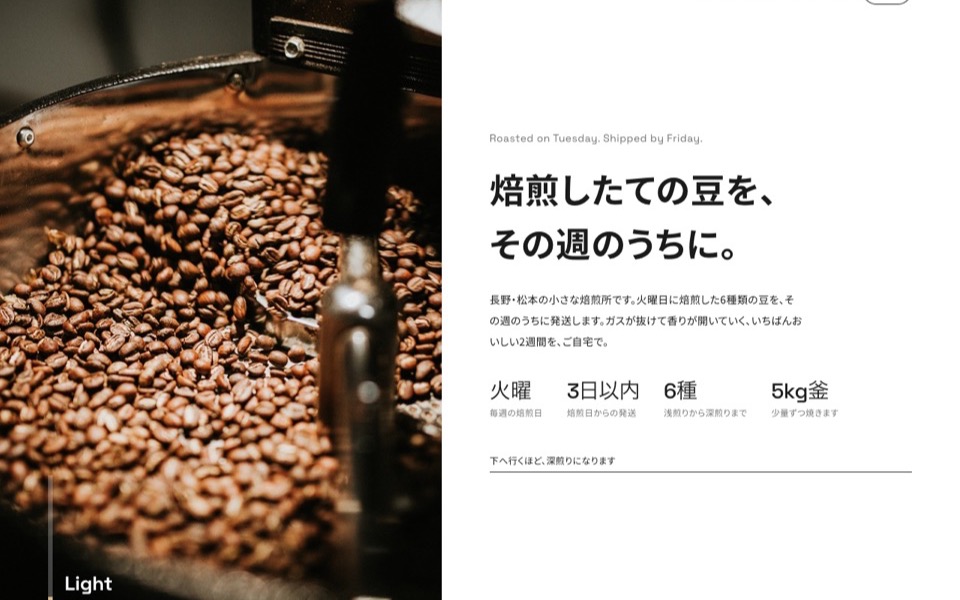 Roasted on Tuesday. Shipped by Friday.
焙煎したての豆を、
その週のうちに。
長野・松本の小さな焙煎所です。火曜日に焙煎した6種類の豆を、そ
の週のうちに発送します。ガスが抜けて香りが開いていく、いちばんお
いしい2週間を、ご自宅で。
火曜
毎週の焙煎日
3日以内
焙煎日からの発送
6種
浅煎りから深煎りまで
5kg釜
少量ずつ焼きます
下へ行くほど、深煎りになります
Light